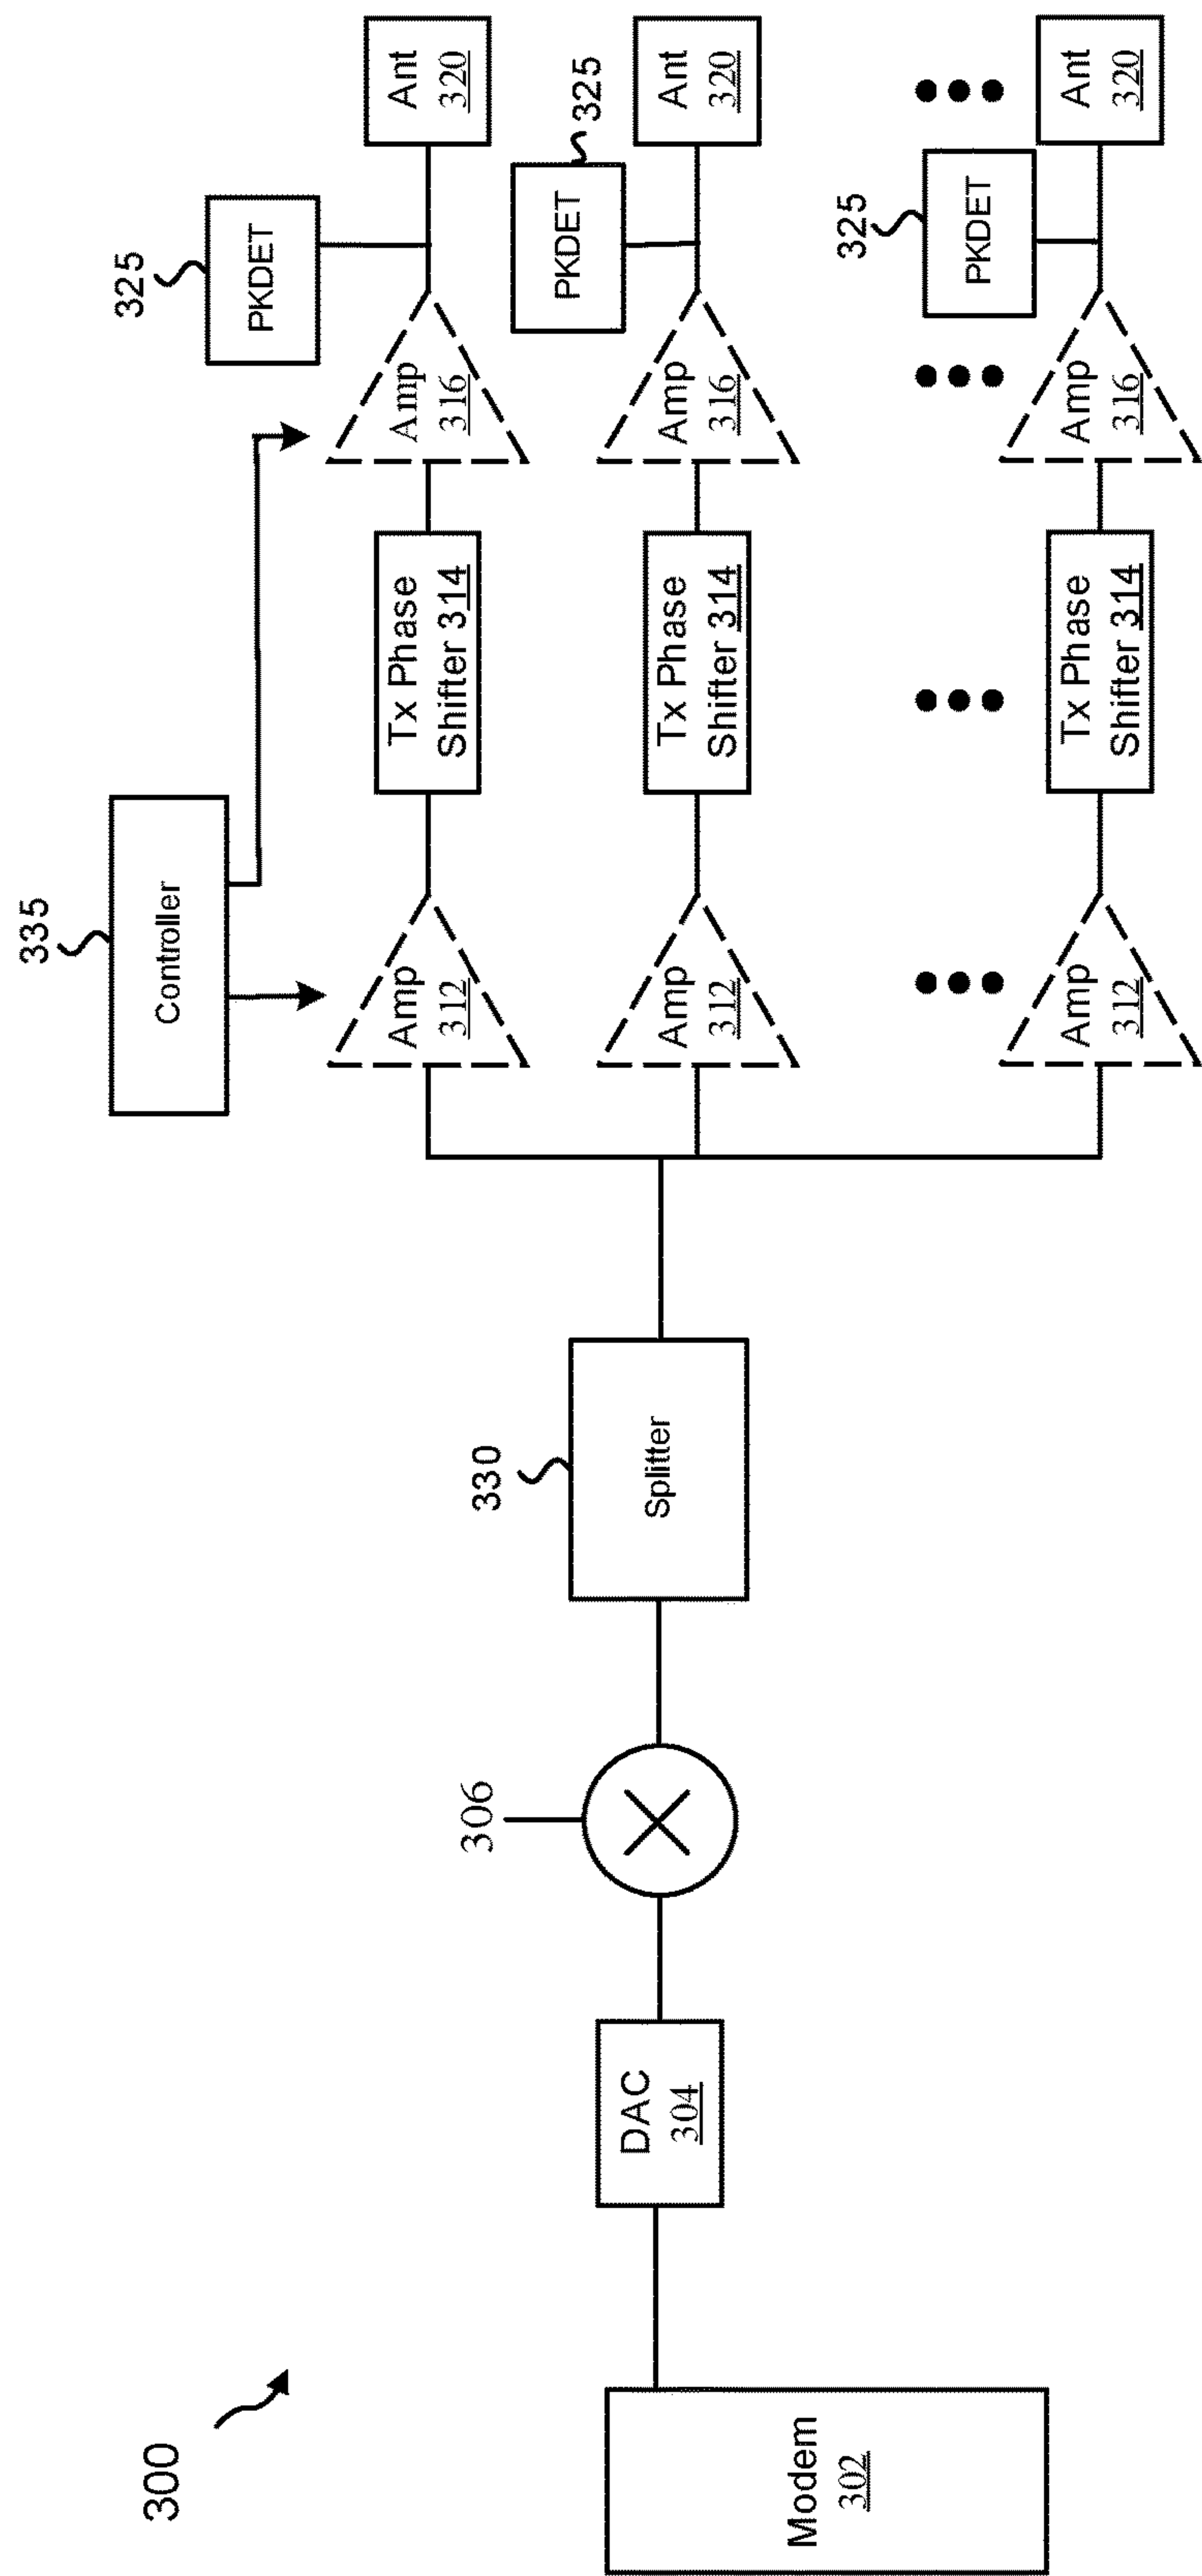 300
Modem
302
DAC
304
306
330
Splitter
335
Controller
Amp
312
Tx Phase
Shifter 314
Amp
316
325
PKDET
Ant
320
Amp
312
Tx Phase
Shifter 314
Amp
316
325
PKDET
Ant
320
Amp
312
Tx Phase
Shifter 314
Amp
316
325
PKDET
Ant
320